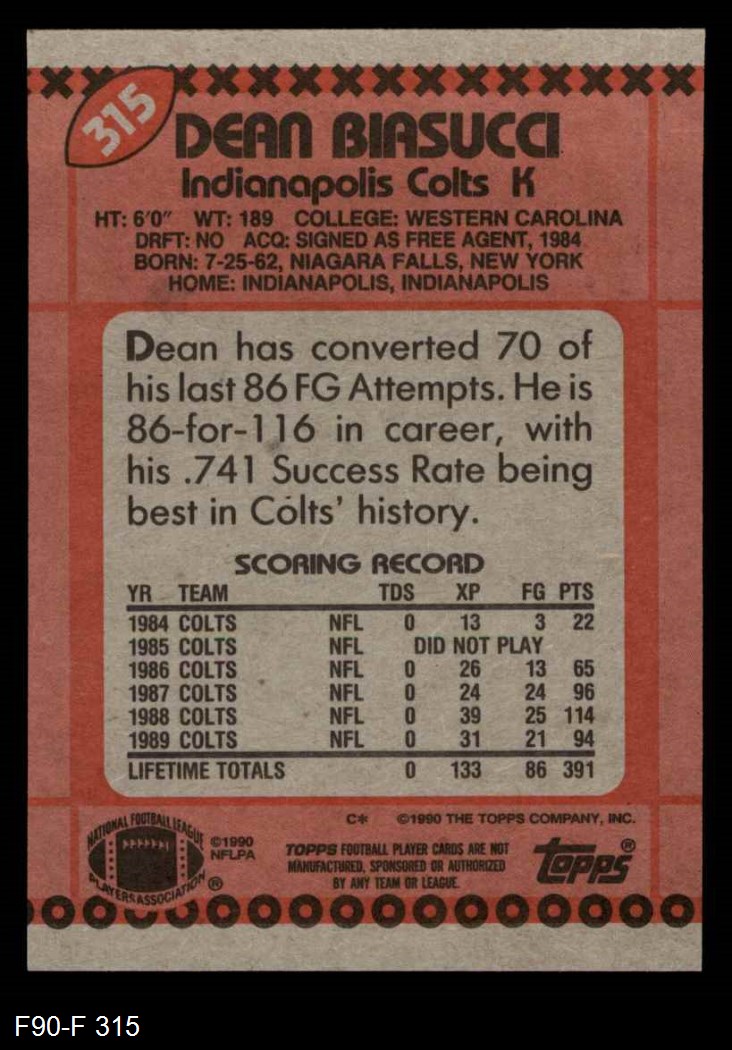 315
DEAN BIASUCCI
Indianapolis Colts K
HT: 6'0" WT: 189 COLLEGE: WESTERN CAROLINA
DRFT: NO ACQ: SIGNED AS FREE AGENT, 1984
BORN: 7-25-62, NIAGARA FALLS, NEW YORK
HOME: INDIANAPOLIS, INDIANAPOLIS
Dean has converted 70 of
his last 86 FG Attempts. He is
86-for-116 in career, with
his .741 Success Rate being
best in Colts' history.
SCORING RECORD
YR TEAM TDS XP FG PTS
1984 COLTS NFL 0 13 3 22
1985 COLTS NFL DID NOT PLAY
1986 COLTS NFL 0 26 13 65
1987 COLTS NFL 0 24 24 96
1988 COLTS NFL 0 39 25 114
1989 COLTS NFL 0 31 21 94
LIFETIME TOTALS 0 133 86 391
C* ©1990 THE TOPPS COMPANY, INC.
NATIONAL FOOTBALL LEAGUE
PLAYERS ASSOCIATION ®
©1990
NFLPA
TOPPS FOOTBALL PLAYER CARDS ARE NOT
MANUFACTURED, SPONSORED OR AUTHORIZED
BY ANY TEAM OR LEAGUE.
topps®
F90-F 315